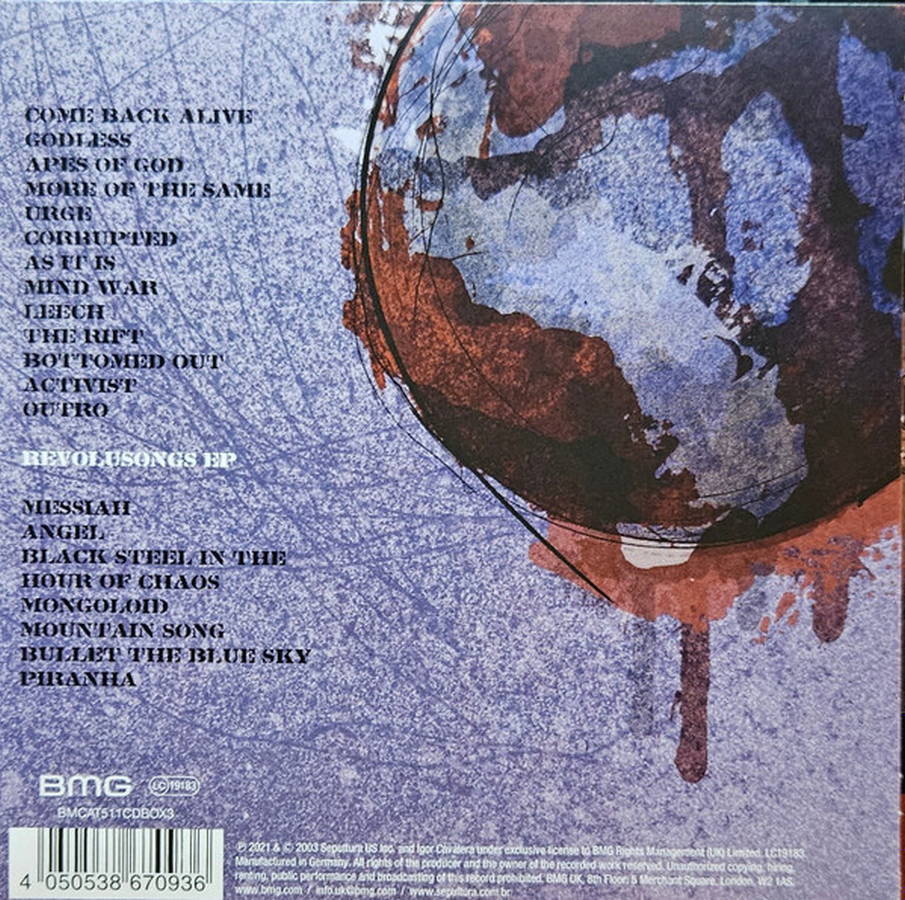 COME BACK ALIVE
GODLESS
APES OF GOD
MORE OF THE SAME
URGE
CORRUPTED
AS IT IS
MIND WAR
LEECH
THE RIFT
BOTTOMED OUT
ACTIVIST
OUTRO
REVOLUSONGS EP
MESSIAH
ANGEL
BLACK STEEL IN THE
HOUR OF CHAOS
MONGOLOID
MOUNTAIN SONG
BULLET THE BLUE SKY
PIRANHA
BMG LC 19183
BMCAT511CDBOX3
4 050538 670936
℗ 2021 & © 2003 Sepultura US Inc. and Igor Cavalera under exclusive license to BMG Rights Management (UK) Limited. LC19183.
Manufactured in Germany. All rights of the producer and the owner of the recorded work reserved. Unauthorized copying, hiring,
renting, public performance and broadcasting of this record prohibited. BMG UK, 8th Floor, 5 Merchant Square, London, W2 1AS.
www.bmg.com / info.uk@bmg.com / www.sepultura.com.br